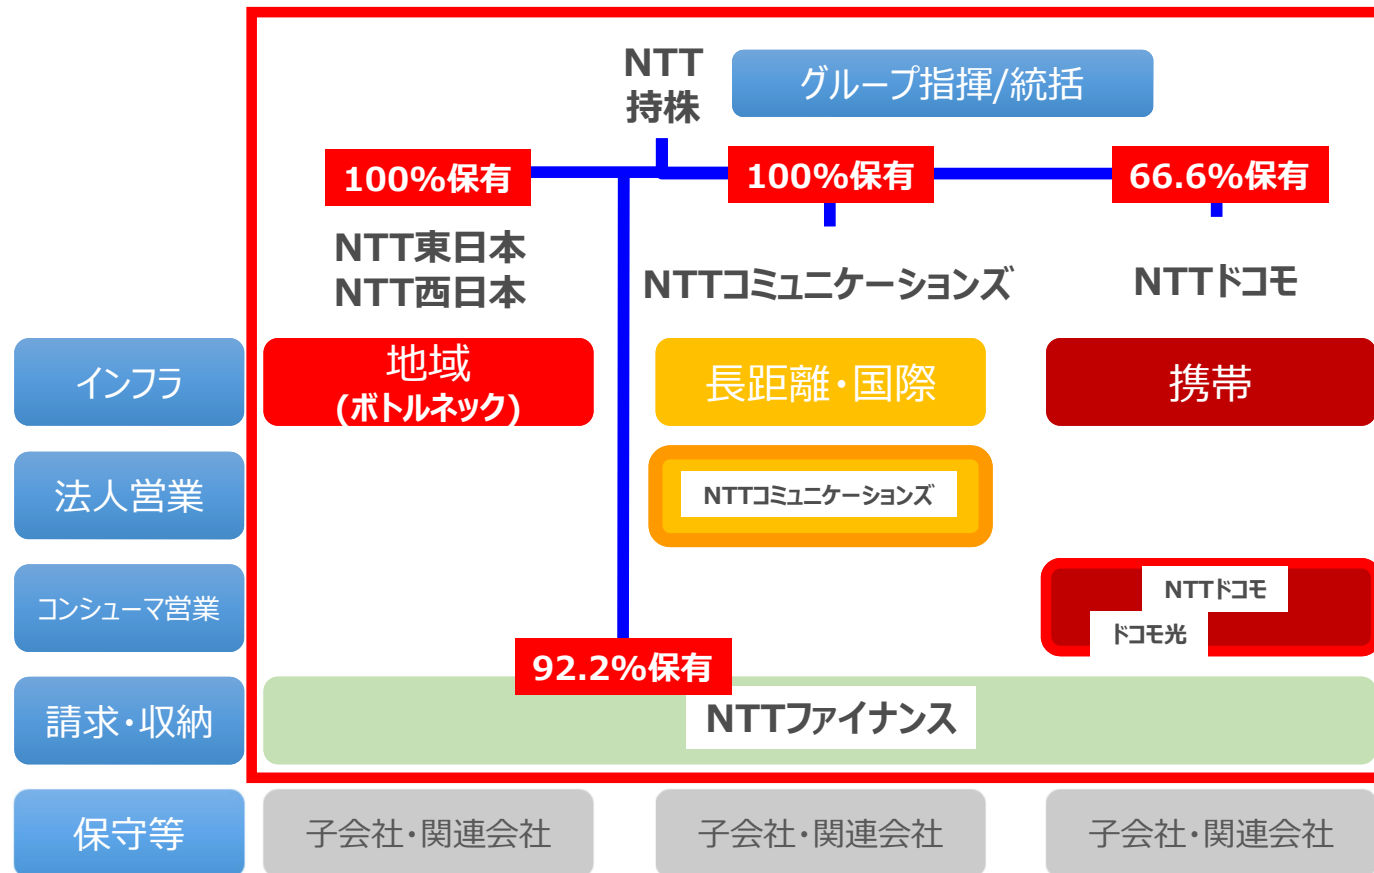 NTT
持株
グループ指揮/統括
100%保有
100%保有
66.6%保有
NTT東日本
NTT西日本
NTTコミュニケーションズ
NTTドコモ
インフラ
地域
(ボトルネック)
長距離・国際
携帯
法人営業
NTTコミュニケーションズ
コンシューマ営業
NTTドコモ
ドコモ光
92.2%保有
請求・収納
NTTファイナンス
保守等
子会社・関連会社
子会社・関連会社
子会社・関連会社